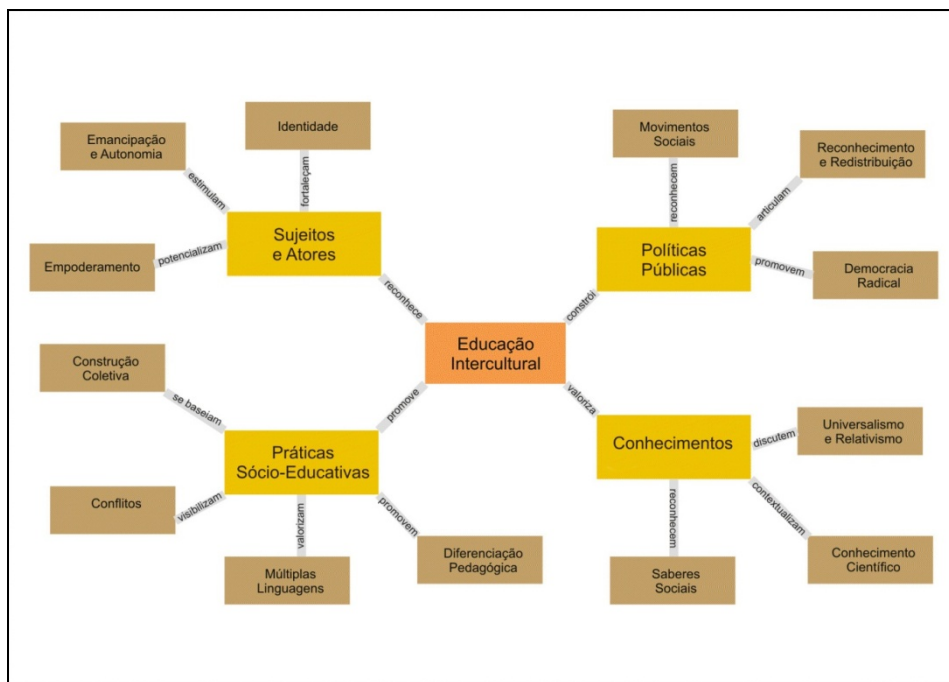 Identidade
Emancipação
e Autonomia
estimulam
fortaleçam
Empoderamento
potencializam
Sujeitos
e Atores
reconhece
Movimentos
Sociais
reconhecem
Reconhecimento
e Redistribuição
articulam
Políticas
Públicas
promovem
Democracia
Radical
constrói
Educação
Intercultural
Construção
Coletiva
se baseiam
promove
Práticas
Sócio-Educativas
Conflitos
visibilizam
valorizam
Múltiplas
Linguagens
promovem
Diferenciação
Pedagógica
valoriza
Conhecimentos
discutem
Universalismo
e Relativismo
contextualizam
Conhecimento
Científico
reconhecem
Saberes
Sociais